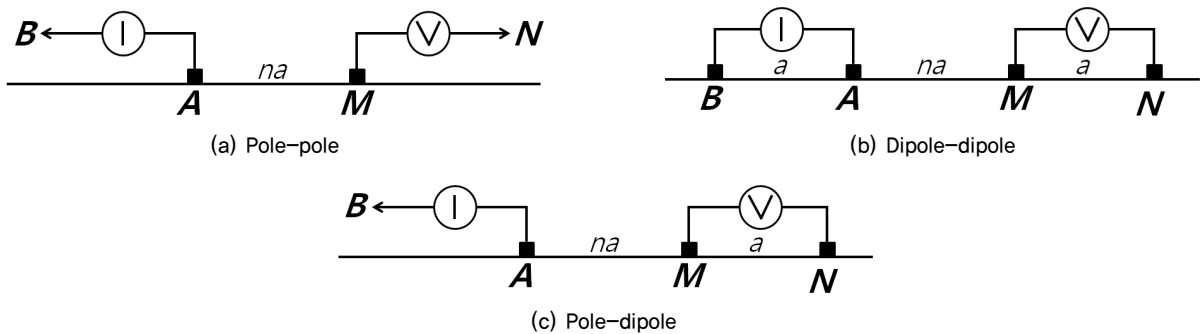 B I V N
na
A M
(a) Pole-pole
I V
a na a
B A M N
(b) Dipole-dipole
B I V
na a
A M N
(c) Pole-dipole